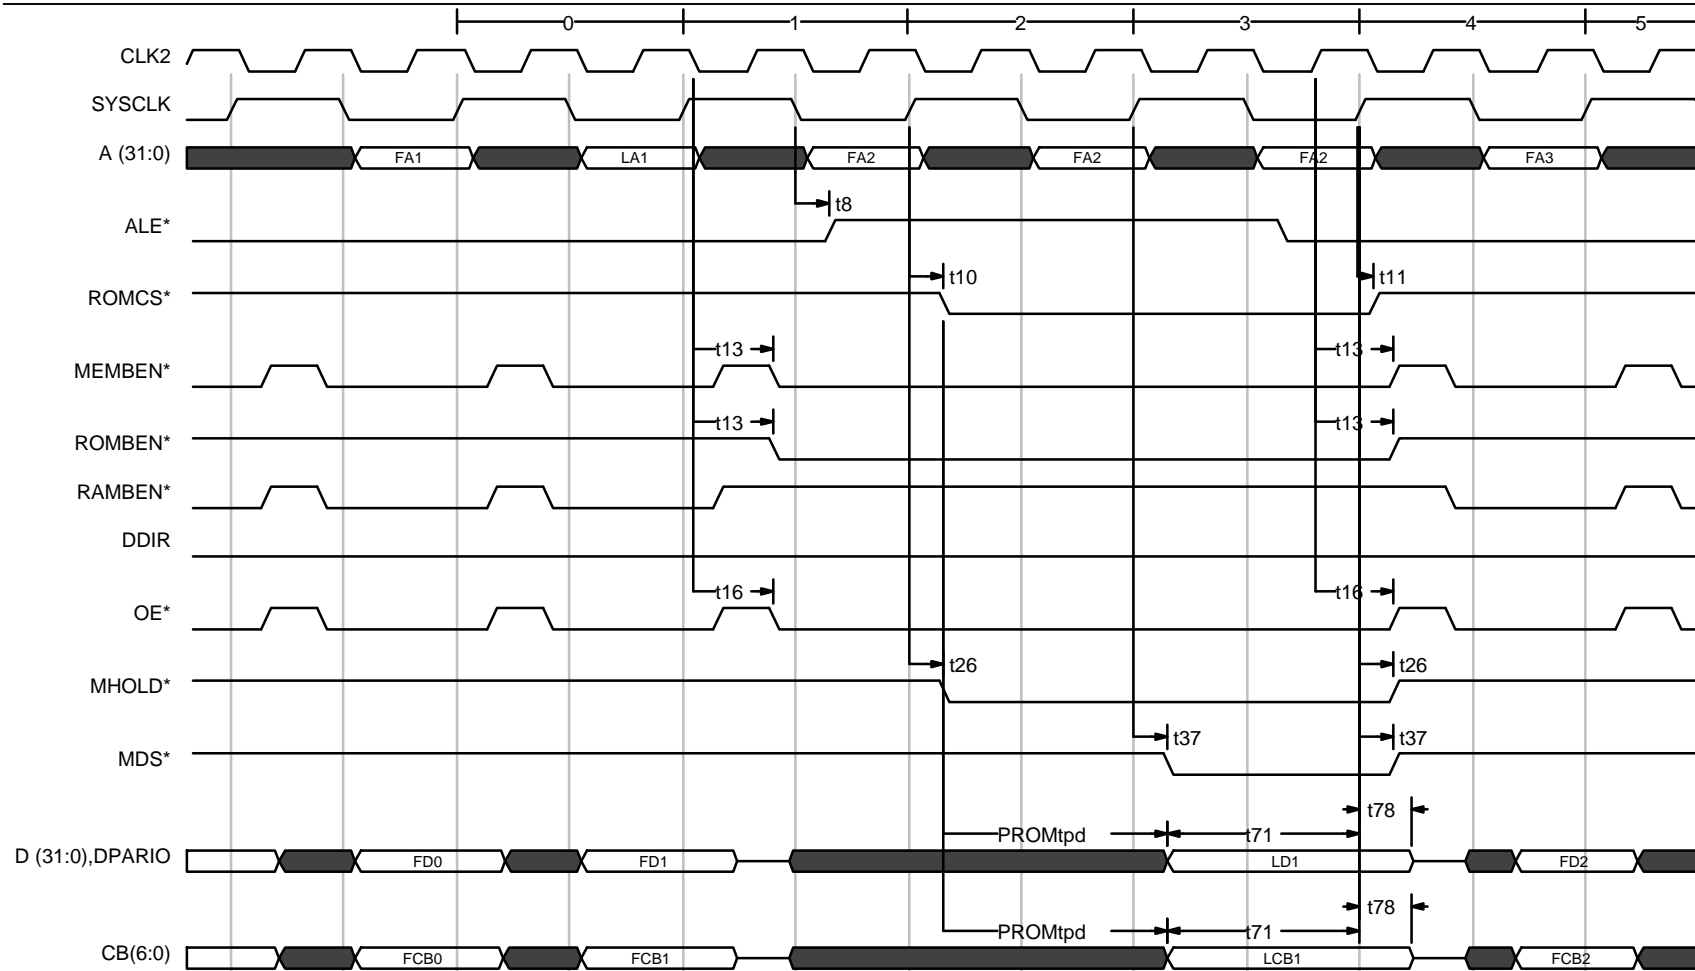 0 1 2 3 4 5
CLK2
SYSCLK
A (31:0) FA1 LA1 FA2 FA2 FA2 FA3
t8
ALE*
t10 t11
ROMCS*
t13 t13
MEMBEN*
t13 t13
ROMBEN*
RAMBEN*
DDIR
t16 t16
OE*
t26 t26
MHOLD*
t37 t37
MDS*
t78
PROMtpd t71
D (31:0),DPARIO FD0 FD1 LD1 FD2
t78
PROMtpd t71
CB(6:0) FCB0 FCB1 LCB1 FCB2